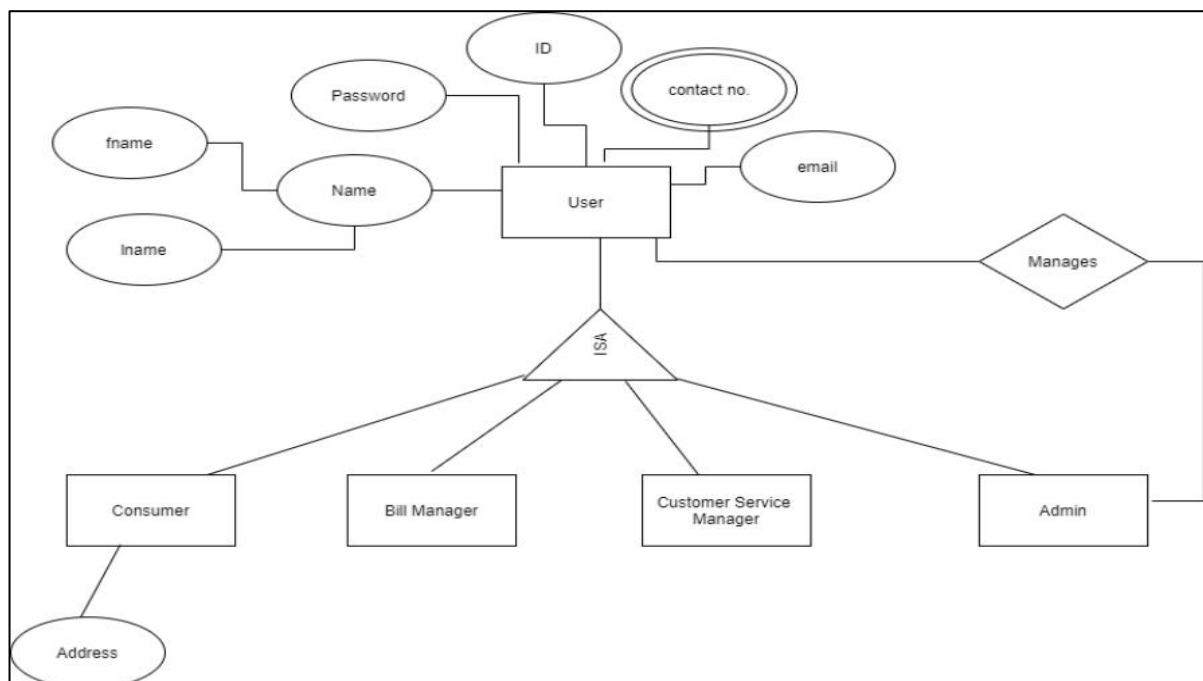 ID
contact no.
Password
fname
email
Name
User
lname
Manages
ISA
Consumer
Bill Manager
Customer Service
Manager
Admin
Address